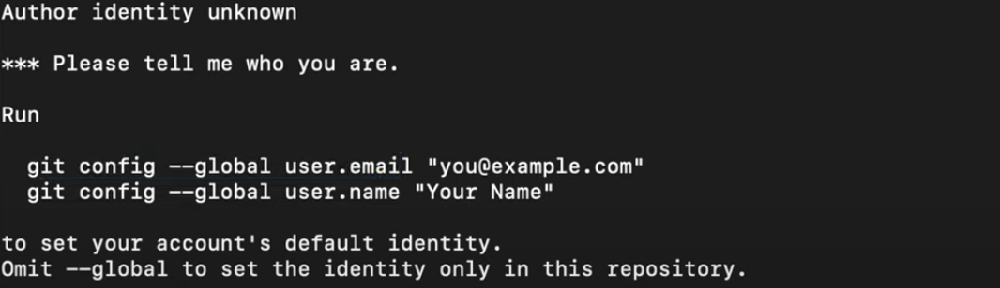 Author identity unknown
*** Please tell me who you are.
Run
git config --global user.email "you@example.com"
git config --global user.name "Your Name"
to set your account's default identity.
Omit --global to set the identity only in this repository.